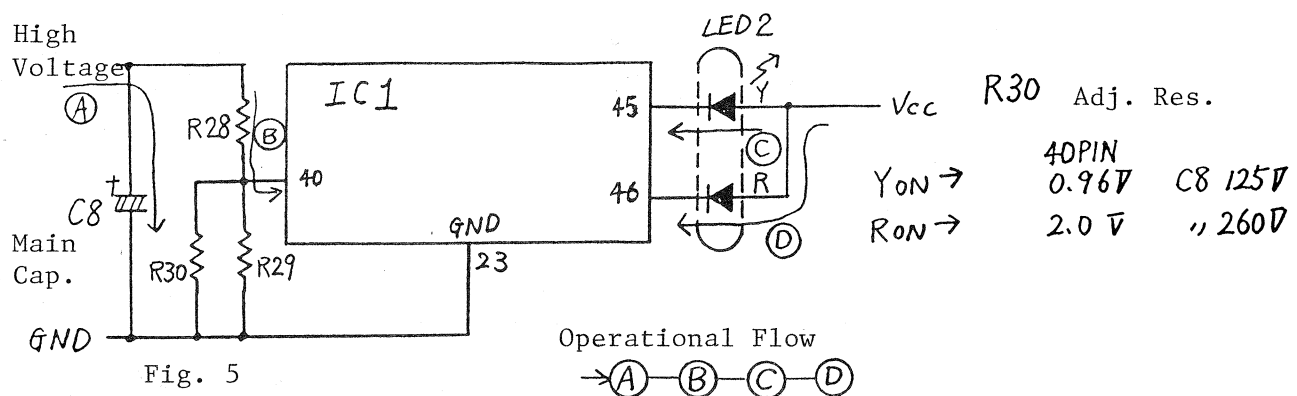 High
Voltage
A
+
C8
Main
Cap.
GND
R28
B
R30
R29
IC1
40
45
46
GND
23
LED2
Y
R
C
D
Vcc
R30 Adj. Res.
40PIN
YON → 0.96V C8 125V
RON → 2.0 V 〃 260V
Fig. 5
Operational Flow
→A—B—C—D